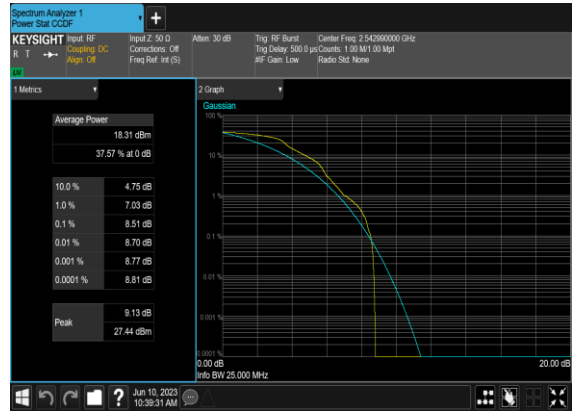 Spectrum Analyzer 1
Power Stat CCDF
KEYSIGHT Input: RF
R T Coupling: DC
Align: Off
Input Z: 50 Ω
Corrections: Off
Freq Ref: Int (S)
Atten: 30 dB
Trig: RF Burst
Trig Delay: 500.0 µs
#IF Gain: Low
Center Freq: 2.542990000 GHz
Counts: 1.00 M/1.00 Mpt
Radio Std: None
1 Metrics
Average Power
18.31 dBm
37.57 % at 0 dB
10.0 % 4.75 dB
1.0 % 7.03 dB
0.1 % 8.51 dB
0.01 % 8.70 dB
0.001 % 8.77 dB
0.0001 % 8.81 dB
Peak 9.13 dB
27.44 dBm
2 Graph
Gaussian
100 %
10 %
1 %
0.1 %
0.01 %
0.001 %
0.0001 %
0.00 dB 20.00 dB
Info BW 25.000 MHz
? Jun 10, 2023
10:39:31 AM